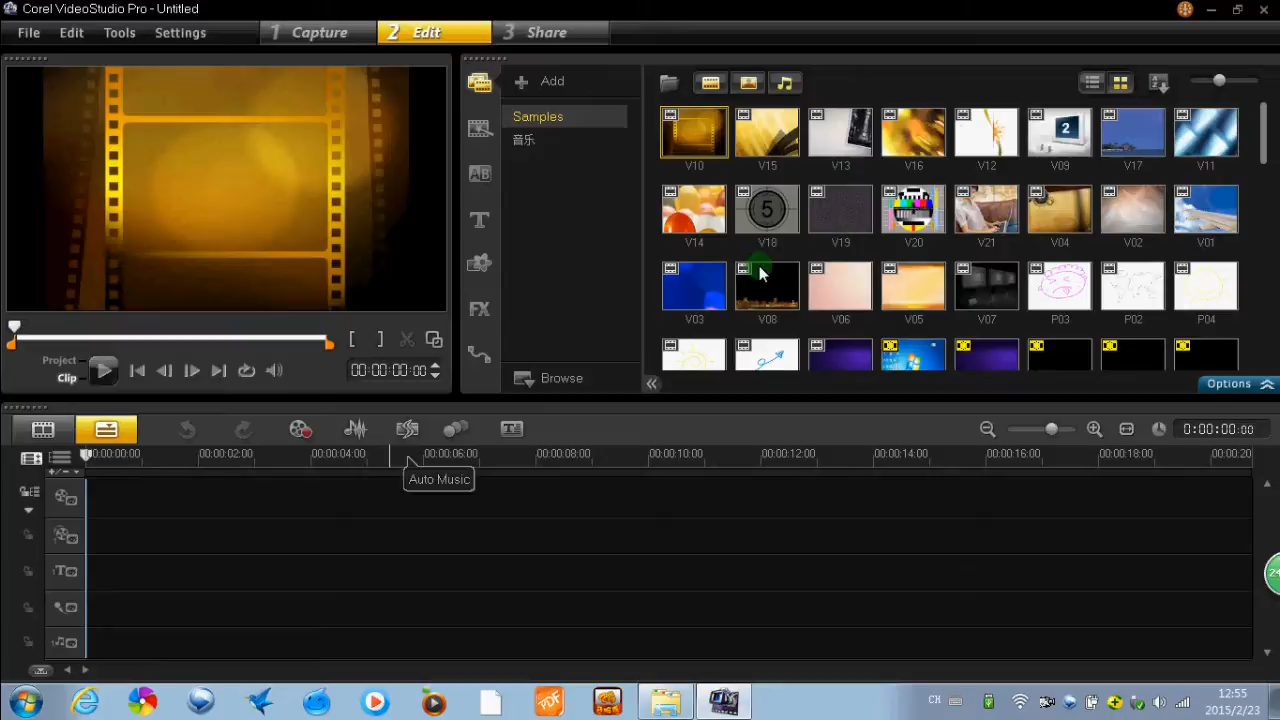 Corel VideoStudio Pro - Untitled
File Edit Tools Settings 1 Capture 2 Edit 3 Share
Add
Samples
音乐
V10 V15 V13 V16 V12 V09 V17 V11
V14 V18 V19 V20 V21 V04 V02 V01
V03 V08 V06 V05 V07 P03 P02 P04
Project
Clip
00:00:00:00
Browse
Options
0:00:00:00
00:00:00:00 00:00:02:00 00:00:04:00 00:00:06:00 00:00:08:00 00:00:10:00 00:00:12:00 00:00:14:00 00:00:16:00 00:00:18:00 00:00:20
Auto Music
CH
12:55
2015/2/23